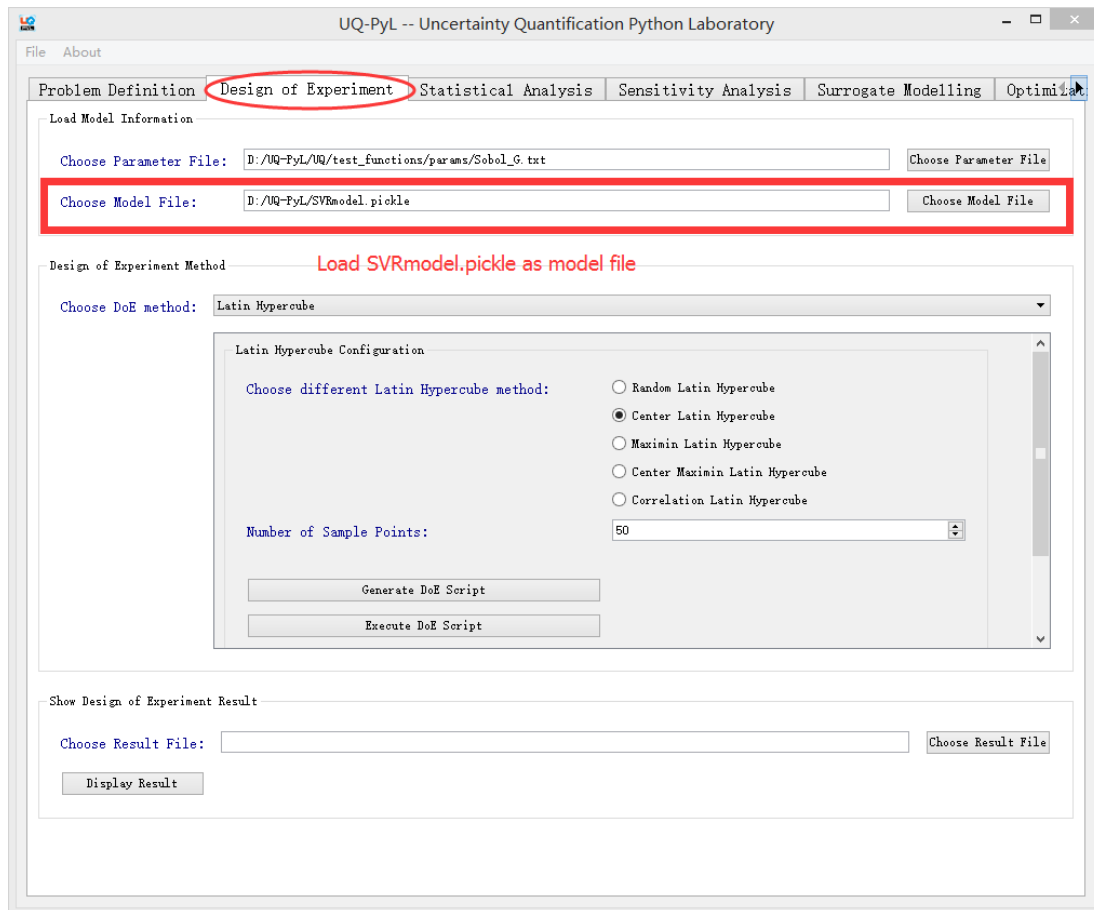 UQ-PyL -- Uncertainty Quantification Python Laboratory
File About
Problem Definition Design of Experiment Statistical Analysis Sensitivity Analysis Surrogate Modelling
Load Model Information
Choose Parameter File: D:/UQ-PyL/UQ/test_functions/params/Sobol_G.txt Choose Parameter File
Choose Model File: D:/UQ-PyL/SVRmodel.pickle Choose Model File
Design of Experiment Method
Load SVRmodel.pickle as model file
Choose DoE method: Latin Hypercube
Latin Hypercube Configuration
Choose different Latin Hypercube method: Random Latin Hypercube
Center Latin Hypercube
Maximin Latin Hypercube
Center Maximin Latin Hypercube
Correlation Latin Hypercube
Number of Sample Points: 50
Generate DoE Script
Execute DoE Script
Show Design of Experiment Result
Choose Result File: Choose Result File
Display Result